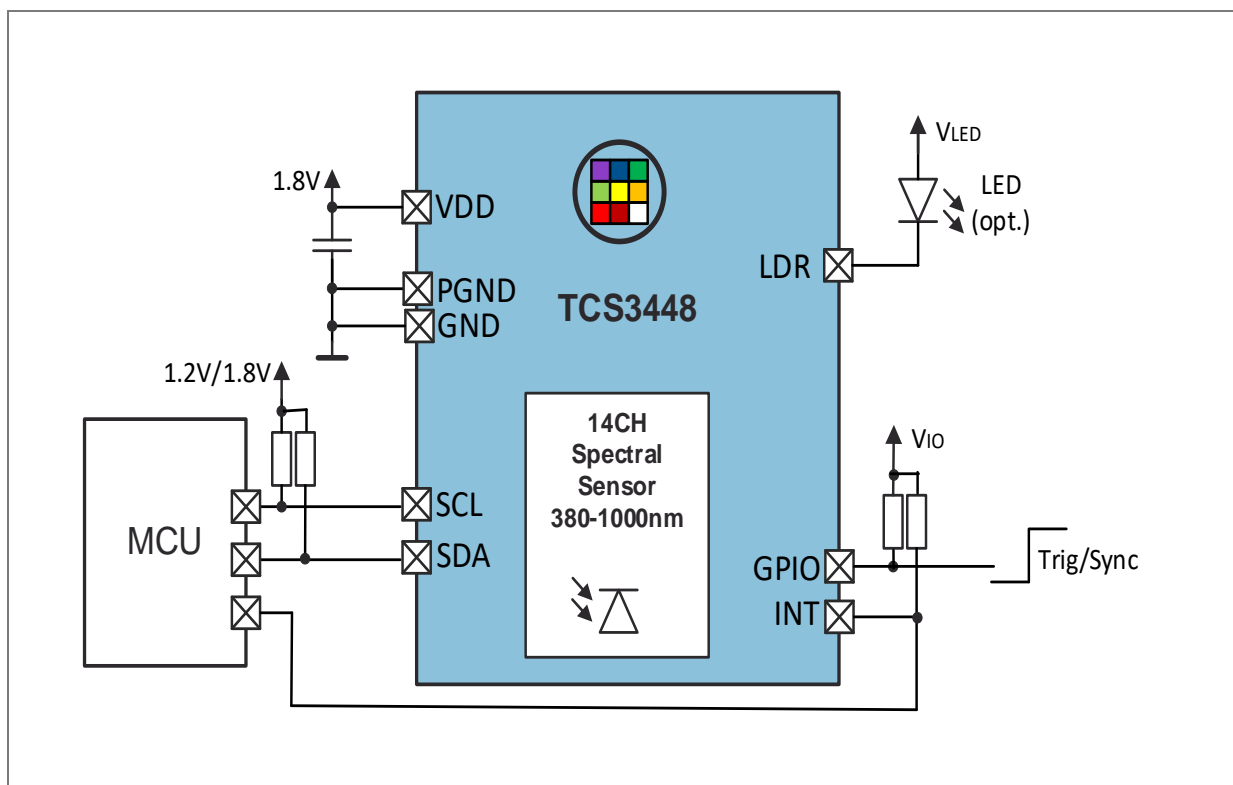 VLED
1.8V
VDD
LED
(opt.)
LDR
PGND
TCS3448
GND
1.2V/1.8V
14CH
Spectral
Sensor
380-1000nm
VIO
SCL
MCU
SDA
GPIO
Trig/Sync
INT